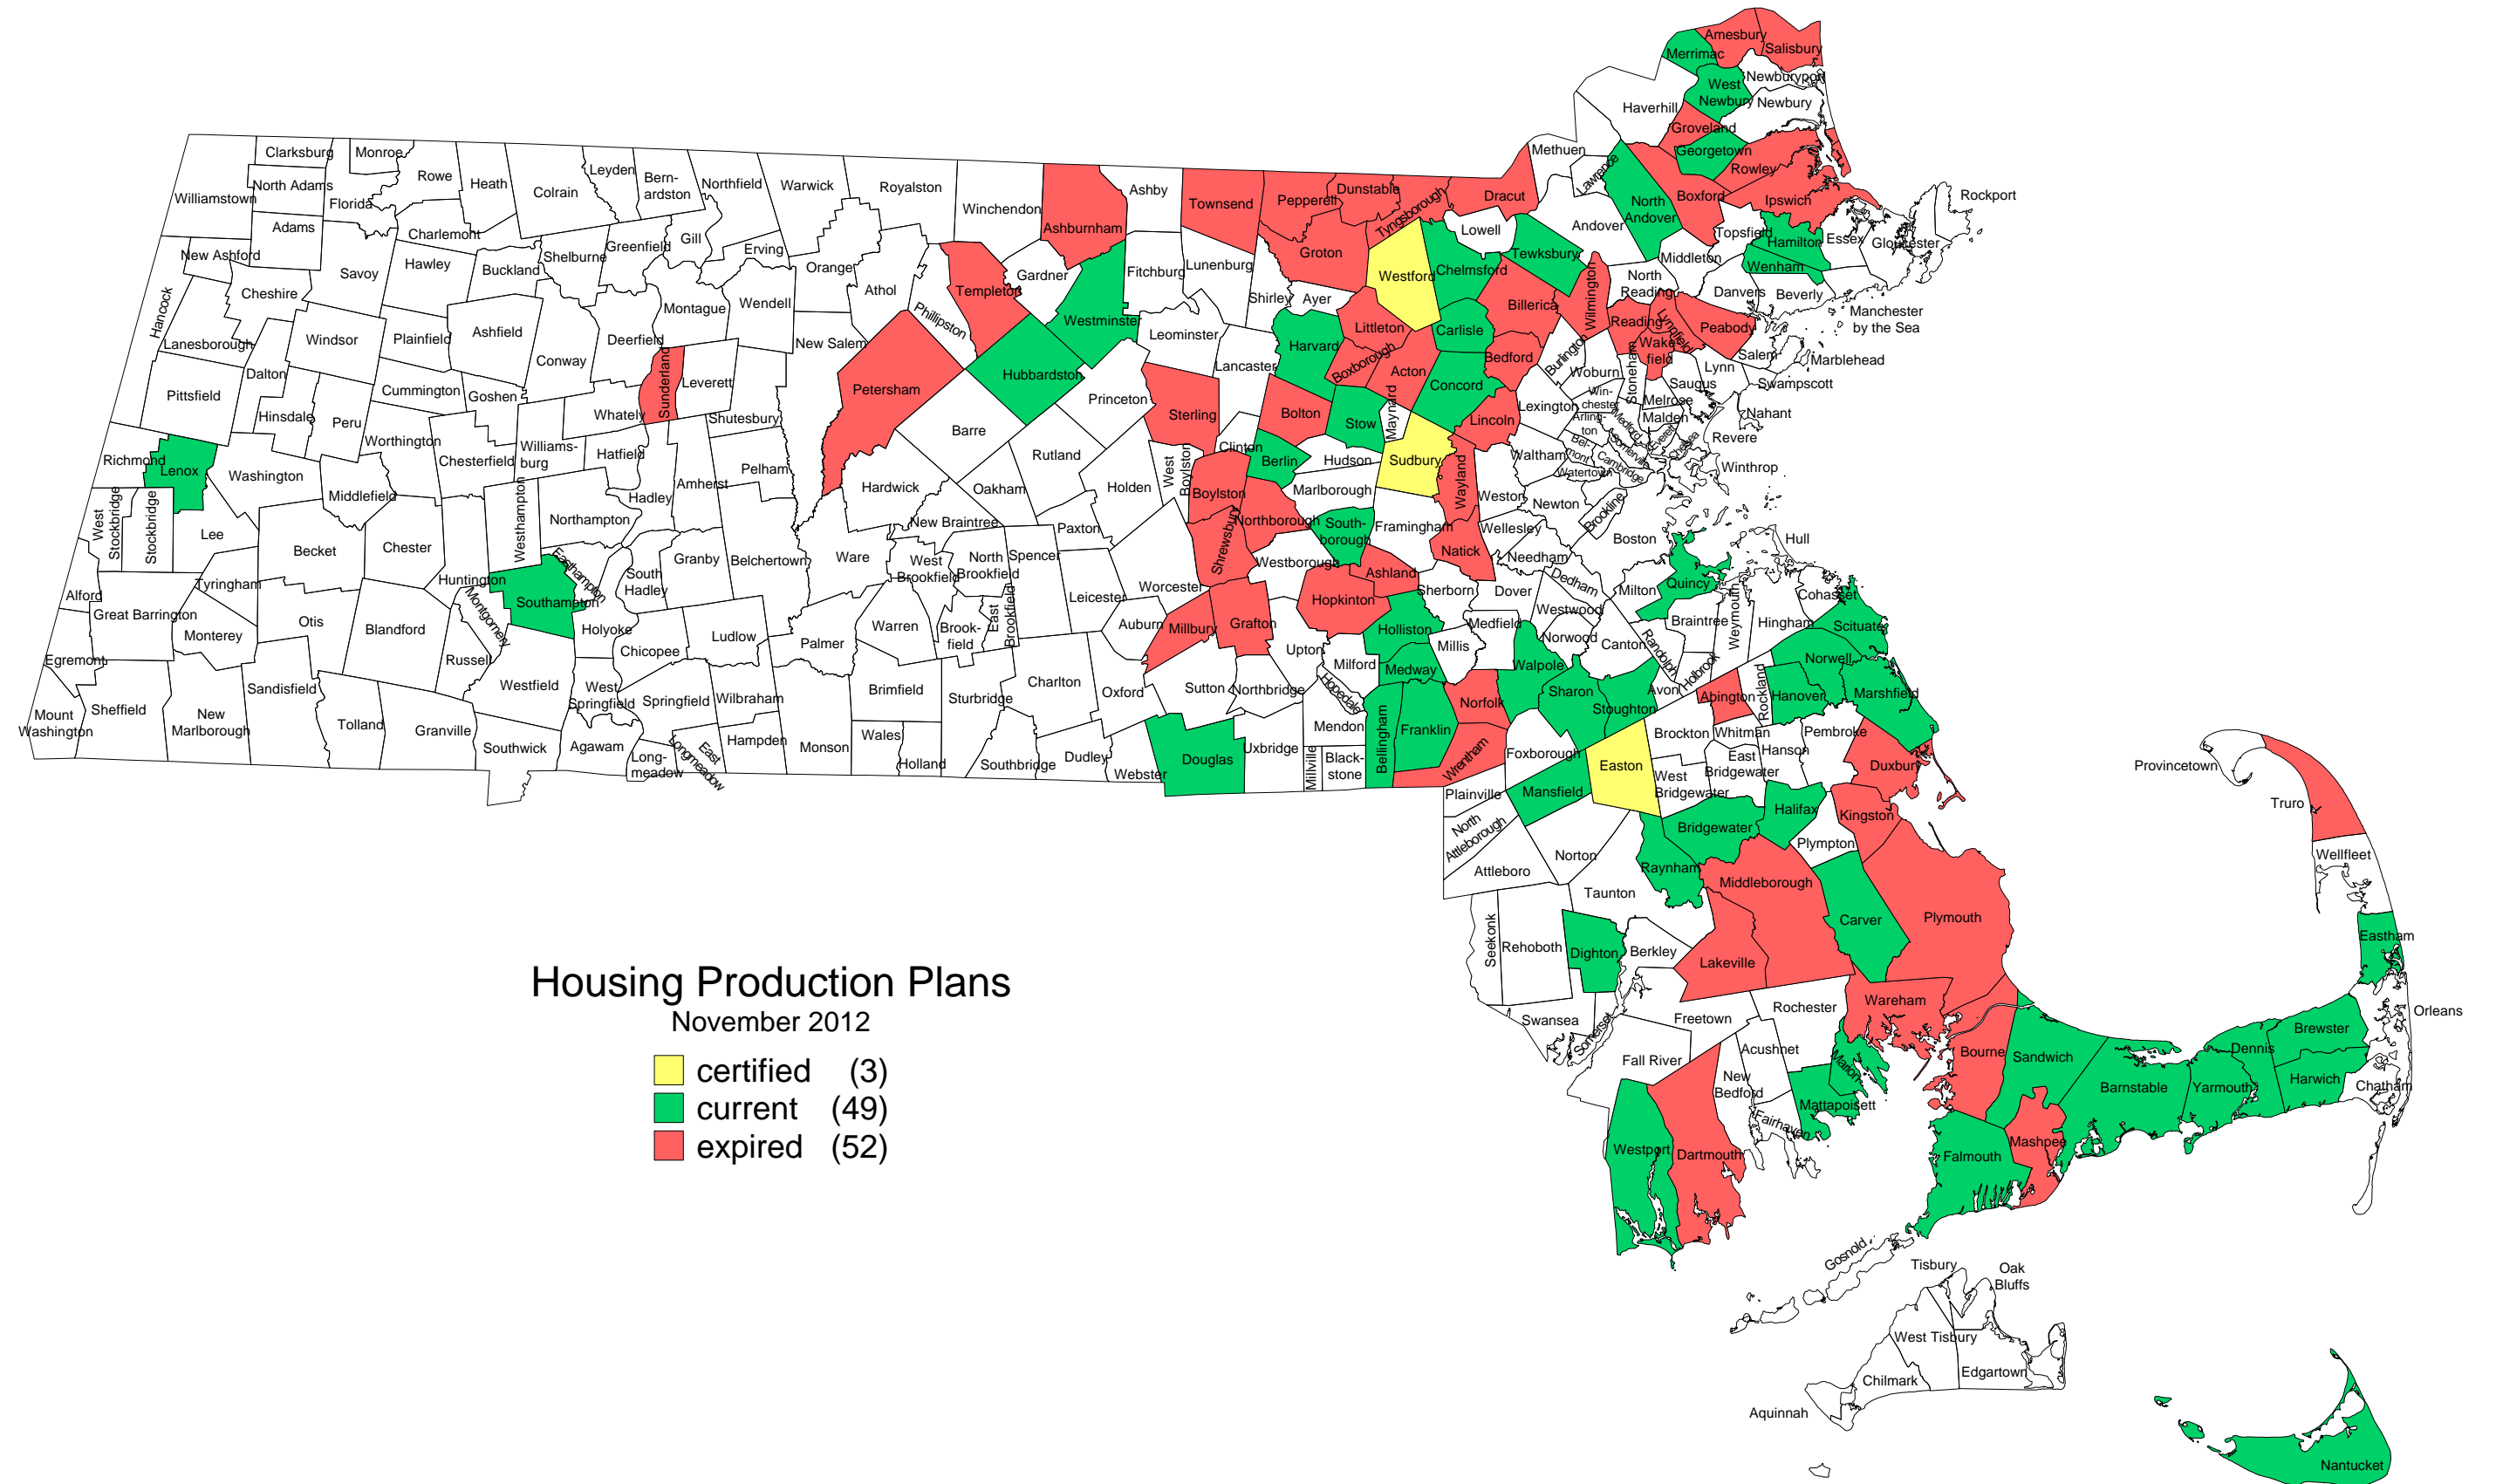 Amesbury
Salisbury
Merrimac
Newburyport
West
Newbury
Newbury
Haverhill
Groveland
Georgetown
Rowley
Methuen
Lawrence
Boxford
Ipswich
Rockport
North
Andover
Andover
Topsfield
Hamilton
Essex
Gloucester
Wenham
Middleton
North
Reading
Danvers
Beverly
Manchester
by the Sea
Clarksburg
Monroe
Rowe
Heath
Colrain
Leyden
Bern-
ardston
Northfield
Warwick
Royalston
Winchendon
Ashburnham
Ashby
Townsend
Pepperell
Dunstable
Tyngsborough
Dracut
Lowell
Tewksbury
Williamstown
North Adams
Florida
Adams
Charlemont
New Ashford
Savoy
Hawley
Buckland
Shelburne
Greenfield
Gill
Erving
Orange
Athol
Phillipston
Templeton
Gardner
Westminster
Fitchburg
Lunenburg
Groton
Westford
Chelmsford
Billerica
Wilmington
Reading
Lynnfield
Peabody
Wake
field
Salem
Marblehead
Hancock
Cheshire
Lanesborough
Windsor
Plainfield
Ashfield
Conway
Deerfield
Montague
Wendell
New Salem
Shirley
Ayer
Littleton
Carlisle
Leominster
Harvard
Boxborough
Acton
Bedford
Burlington
Woburn
Stoneham
Saugus
Lynn
Swampscott
Nahant
Dalton
Pittsfield
Hinsdale
Peru
Cummington
Goshen
Whately
Sunderland
Leverett
Shutesbury
Petersham
Hubbardston
Princeton
Sterling
Lancaster
Bolton
Stow
Maynard
Concord
Lincoln
Lexington
Win-
chester
Melrose
Arling-
ton
Medford
Malden
Everett
Revere
Chelsea
Bel-
mont
Somerville
Cambridge
Winthrop
Richmond
Lenox
Washington
Worthington
Middlefield
Chesterfield
Williams-
burg
Hatfield
Hadley
Amherst
Pelham
Barre
Rutland
Hardwick
Oakham
Holden
West
Boylston
Clinton
Berlin
Hudson
Sudbury
Wayland
Waltham
Watertown
Weston
Newton
Brookline
Boylston
Marlborough
West
Stockbridge
Stockbridge
Lee
Becket
Chester
Westhampton
Northampton
Easthampton
South
Hadley
Granby
Belchertown
Ware
New Braintree
West
Brookfield
North
Brookfield
Spencer
Paxton
Leicester
Worcester
Shrewsbury
Northborough
South-
borough
Framingham
Westborough
Natick
Wellesley
Needham
Boston
Hull
Ashland
Sherborn
Dover
Dedham
Milton
Quincy
Cohasset
Alford
Great Barrington
Tyringham
Monterey
Otis
Blandford
Huntington
Montgomery
Southampton
Holyoke
Chicopee
Ludlow
Palmer
Warren
Brook-
field
East
Brookfield
Auburn
Millbury
Grafton
Hopkinton
Holliston
Upton
Milford
Medway
Millis
Medfield
Westwood
Norwood
Walpole
Canton
Randolph
Braintree
Weymouth
Hingham
Scituate
Norwell
Holbrook
Egremont
Russell
Westfield
West
Springfield
Springfield
Wilbraham
Brimfield
Sturbridge
Charlton
Oxford
Sutton
Northbridge
Hopedale
Mendon
Bellingham
Franklin
Norfolk
Sharon
Stoughton
Avon
Abington
Rockland
Hanover
Marshfield
Mount
Washington
Sheffield
New
Marlborough
Sandisfield
Tolland
Granville
Southwick
Agawam
Long-
meadow
East
Longmeadow
Hampden
Monson
Wales
Holland
Southbridge
Dudley
Webster
Douglas
Uxbridge
Millville
Black-
stone
Wrentham
Foxborough
Easton
Brockton
Whitman
Hanson
Pembroke
East
Bridgewater
West
Bridgewater
Duxbury
Plainville
North
Attleborough
Mansfield
Bridgewater
Halifax
Kingston
Plympton
Attleboro
Norton
Raynham
Middleborough
Carver
Plymouth
Taunton
Seekonk
Rehoboth
Dighton
Berkley
Lakeville
Swansea
Somerset
Freetown
Rochester
Wareham
Fall River
Acushnet
New
Bedford
Marion
Mattapoisett
Fairhaven
Westport
Dartmouth
Provincetown
Truro
Wellfleet
Eastham
Orleans
Brewster
Dennis
Harwich
Chatham
Yarmouth
Barnstable
Sandwich
Bourne
Mashpee
Falmouth
Gosnold
Tisbury
Oak
Bluffs
West Tisbury
Edgartown
Chilmark
Aquinnah
Nantucket
Housing Production Plans
November 2012
certified (3)
current (49)
expired (52)